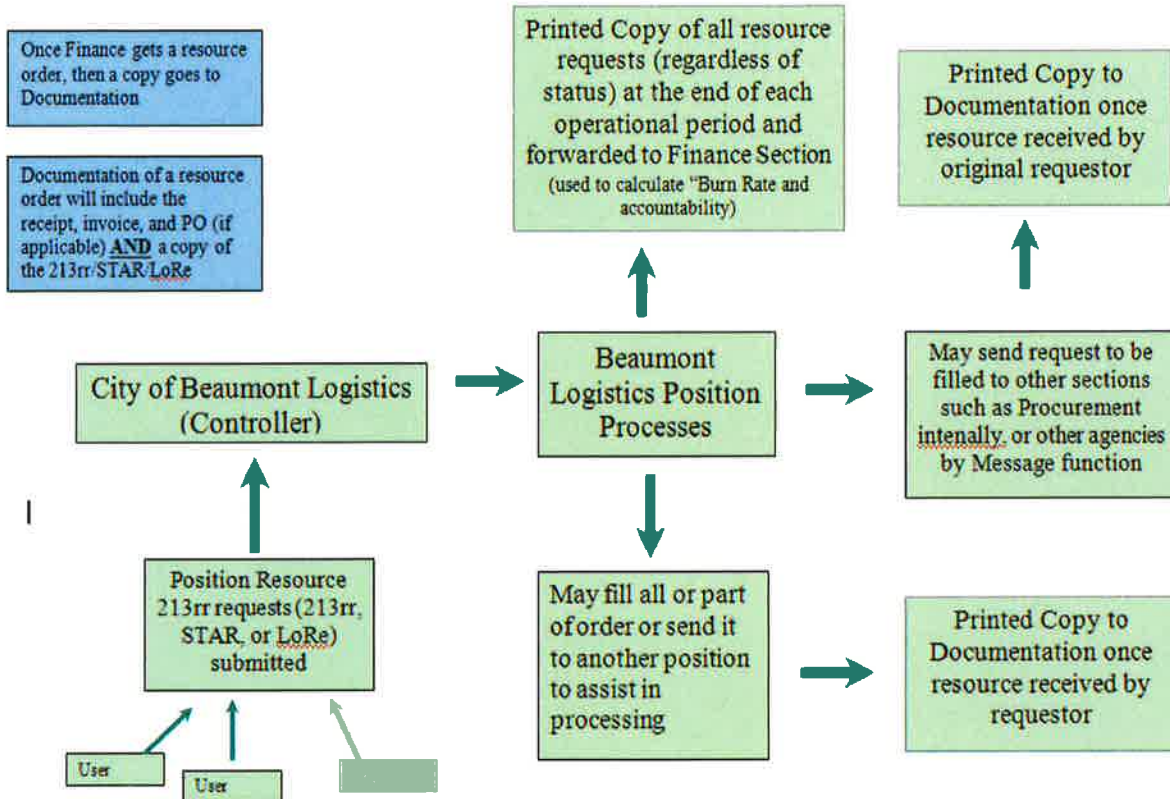 Once Finance gets a resource
order, then a copy goes to
Documentation
Documentation of a resource
order will include the
receipt, invoice, and PO (if
applicable) AND a copy of
the 213rr/STAR/LoRe
Printed Copy of all resource
requests (regardless of
status) at the end of each
operational period and
forwarded to Finance Section
(used to calculate “Burn Rate and
accountability)
Printed Copy to
Documentation once
resource received by
original requestor
City of Beaumont Logistics
(Controller)
Beaumont
Logistics Position
Processes
May send request to be
filled to other sections
such as Procurement
intenally. or other agencies
by Message function
Position Resource
213rr requests (213rr,
STAR, or LoRe)
submitted
May fill all or part
of order or send it
to another position
to assist in
processing
Printed Copy to
Documentation once
resource received by
requestor
User
User